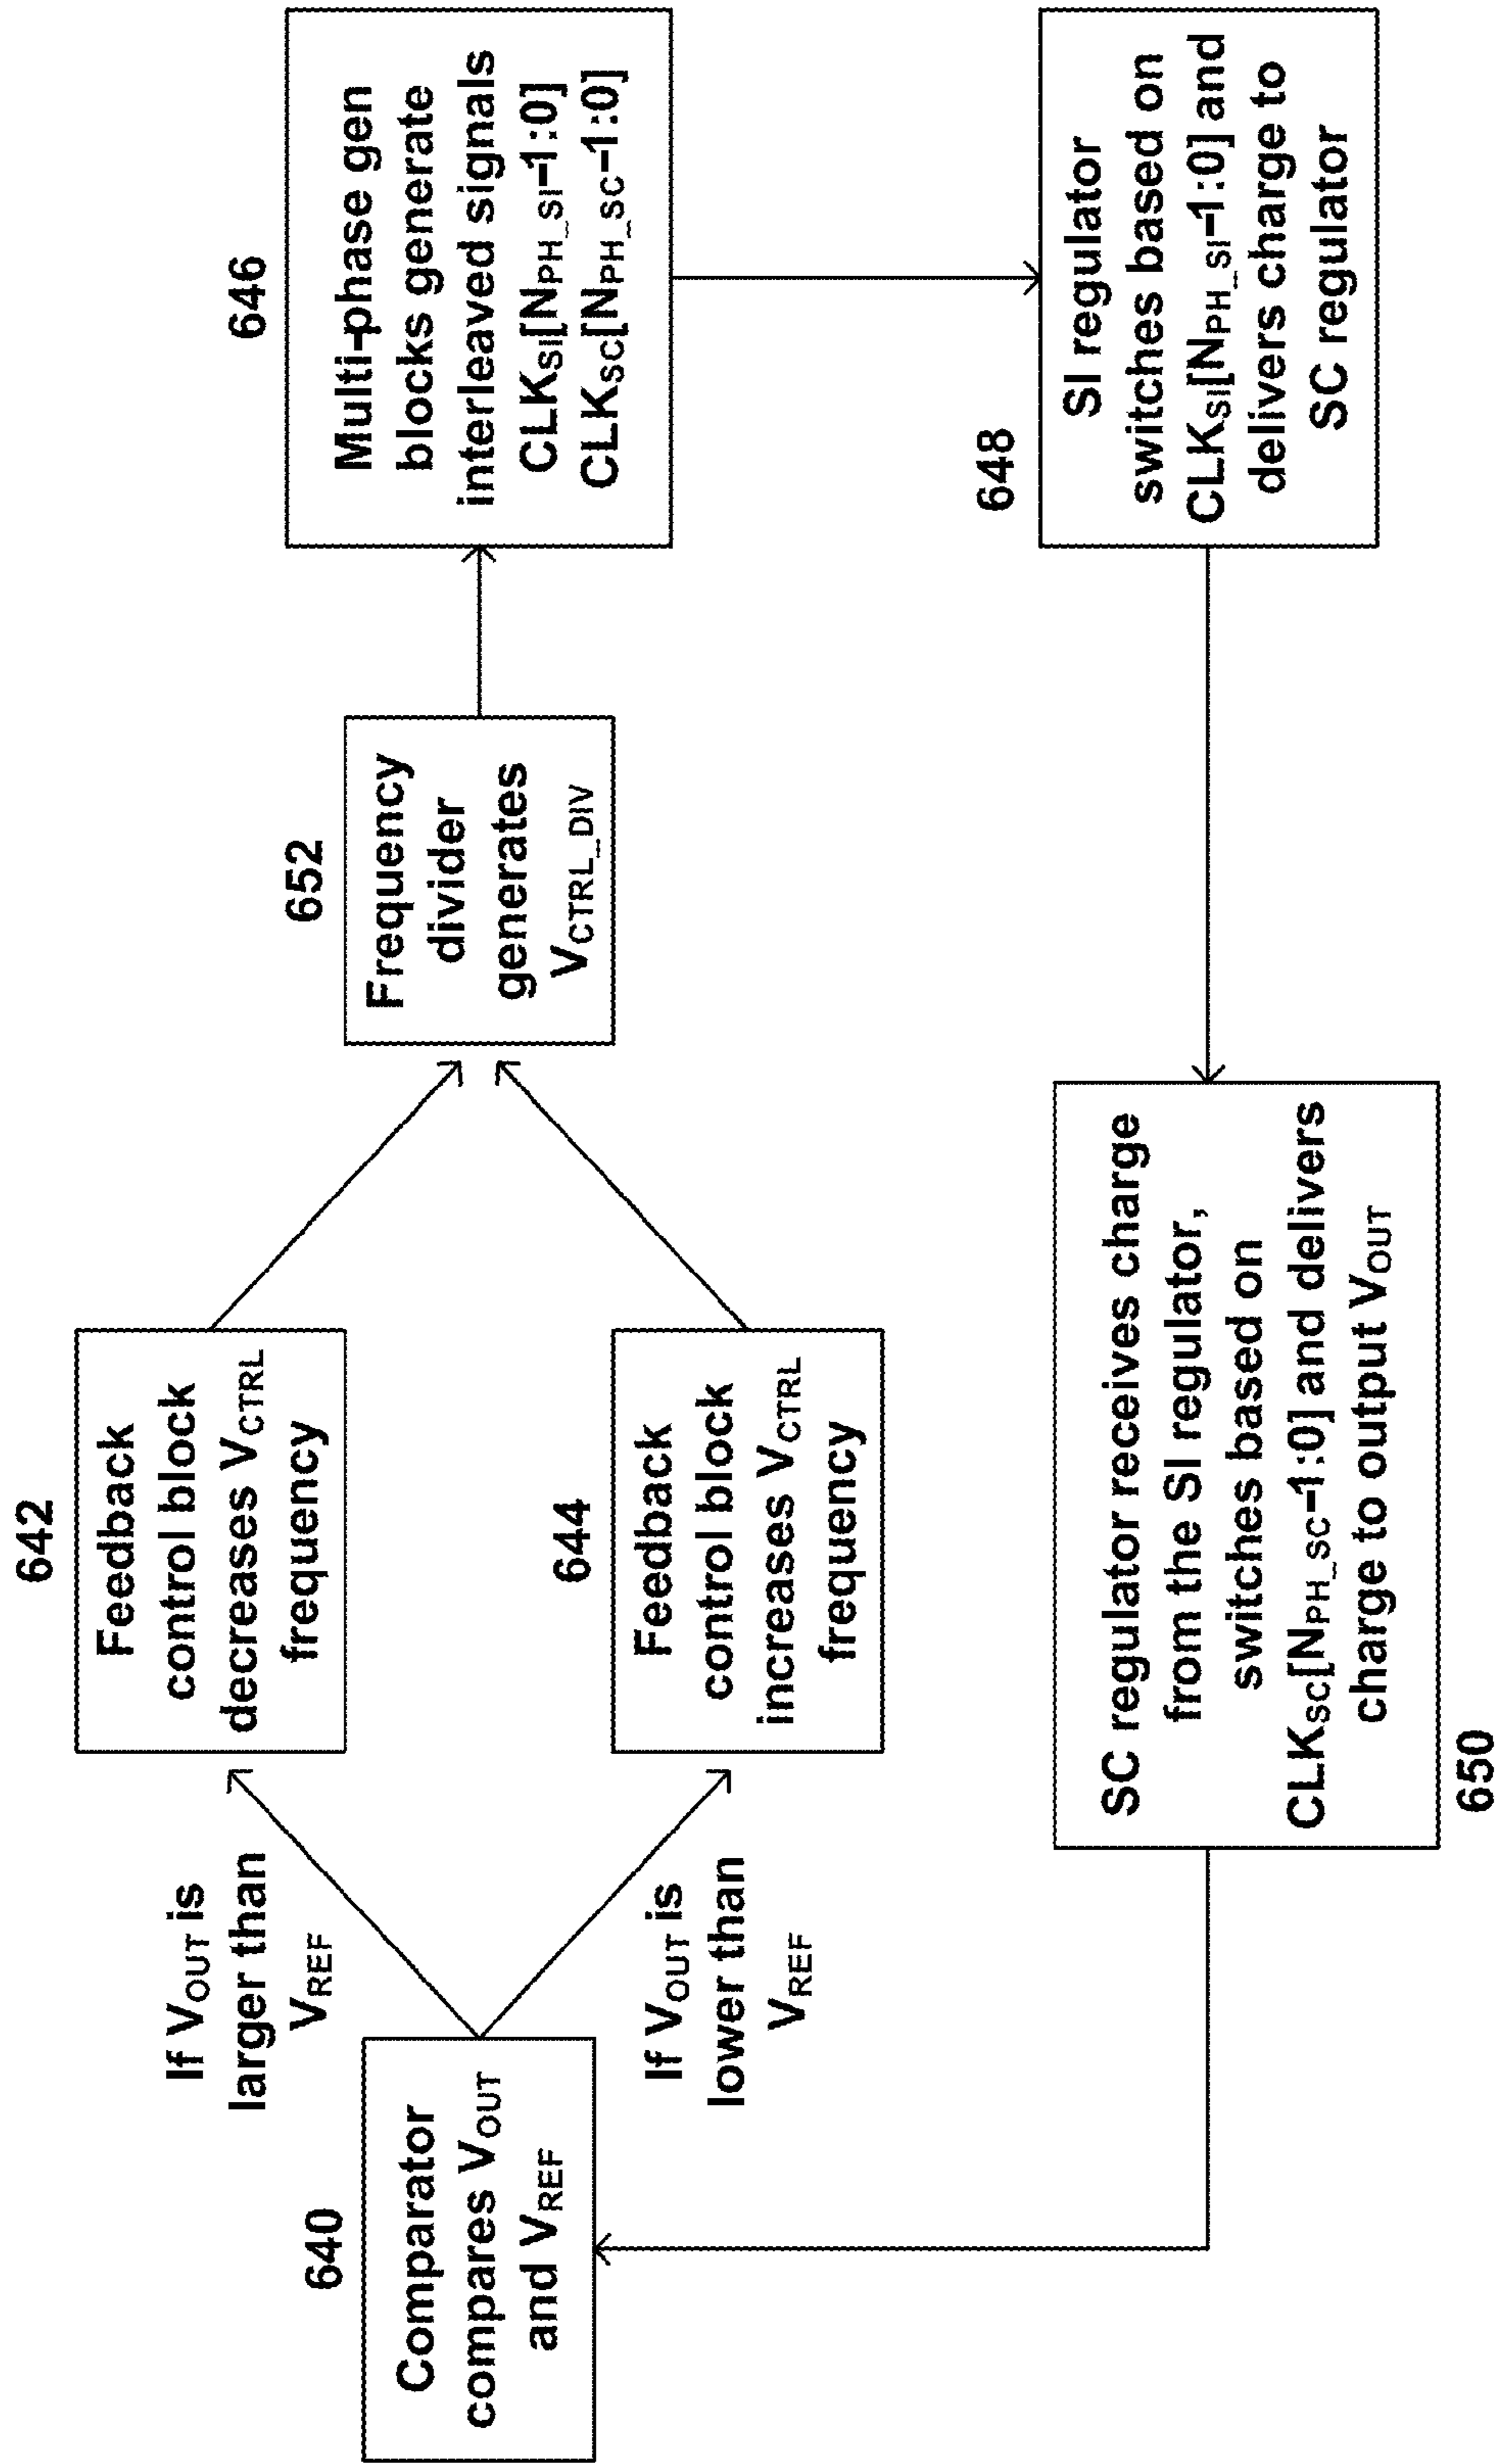 640
Comparator
compares VOUT
and VREF
If VOUT is
larger than
VREF
If VOUT is
lower than
VREF
642
Feedback
control block
decreases VCTRL
frequency
644
Feedback
control block
increases VCTRL
frequency
652
Frequency
divider
generates
VCTRL_DIV
646
Multi-phase gen
blocks generate
interleaved signals
CLKSI[NPH_SI-1:0]
CLKSC[NPH_SC-1:0]
648
SI regulator
switches based on
CLKSI[NPH_SI-1:0] and
delivers charge to
SC regulator
SC regulator receives charge
from the SI regulator,
switches based on
CLKSC[NPH_SC-1:0] and delivers
charge to output VOUT
650